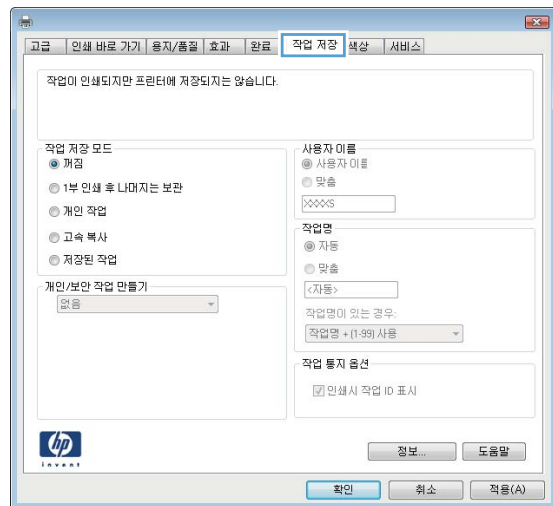 고급 인쇄 바로 가기 용지/품질 효과 완료 작업 저장 색상 서비스
작업이 인쇄되지만 프린터에 저장되지는 않습니다.
작업 저장 모드
꺼짐
1부 인쇄 후 나머지는 보관
개인 작업
고속 복사
저장된 작업
개인/보안 작업 만들기
없음
사용자 이름
사용자 이름
맞춤
XXXXS
작업명
자동
맞춤
<자동>
작업명이 있는 경우:
작업명 + (1-99) 사용
작업 통지 옵션
인쇄시 작업 ID 표시
hp
invent
정보... 도움말
확인 취소 적용(A)